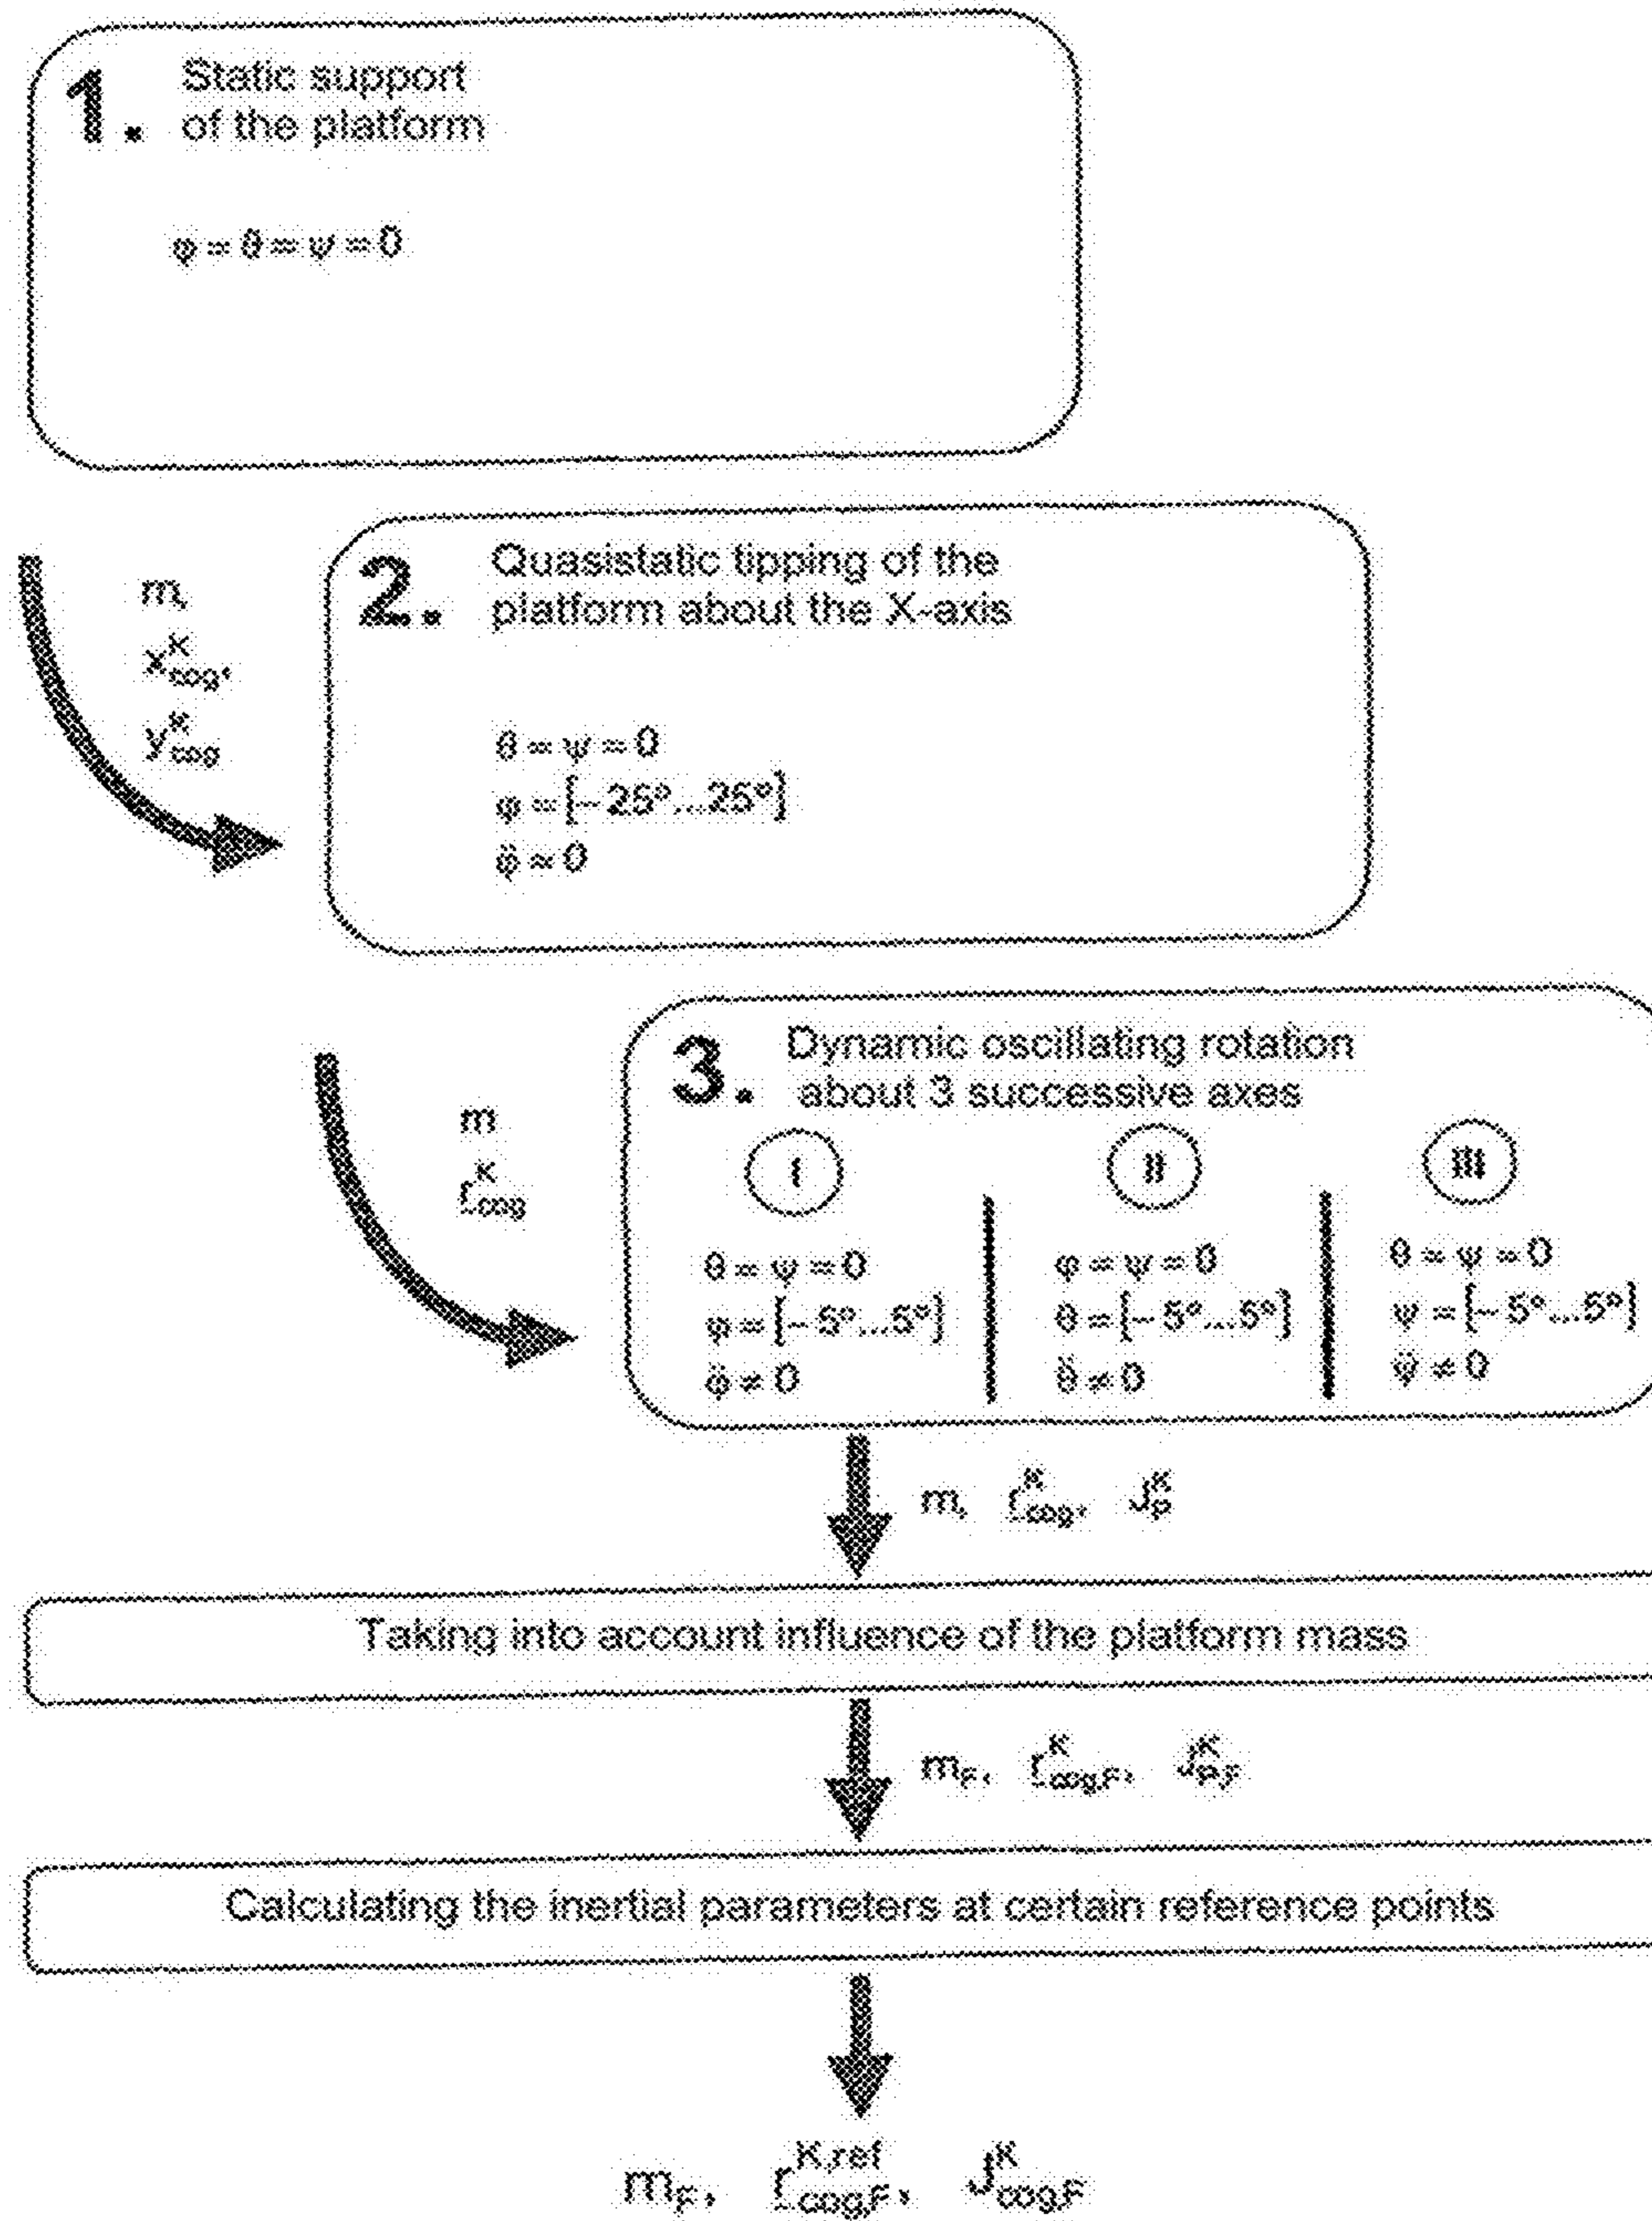 1. Static support
of the platform
φ = θ = ψ = 0
m,
x^K_cog,
y^K_cog
2. Quasistatic tipping of the
platform about the X-axis
θ = ψ = 0
φ = [−25°...25°]
φ̈ ≈ 0
m
r^K_cog
3. Dynamic oscillating rotation
about 3 successive axes
I
θ = ψ = 0
φ = [−5°...5°]
φ̈ ≠ 0
II
φ = ψ = 0
θ = [−5°...5°]
θ̈ ≠ 0
III
θ = ψ = 0
ψ = [−5°...5°]
ψ̈ ≠ 0
m, r^K_cog, J^K_p
Taking into account influence of the platform mass
m_F, r^K_cog,F, J^K_p,F
Calculating the inertial parameters at certain reference points
m_F, r^K,ref_cog,F, J^K_cog,F